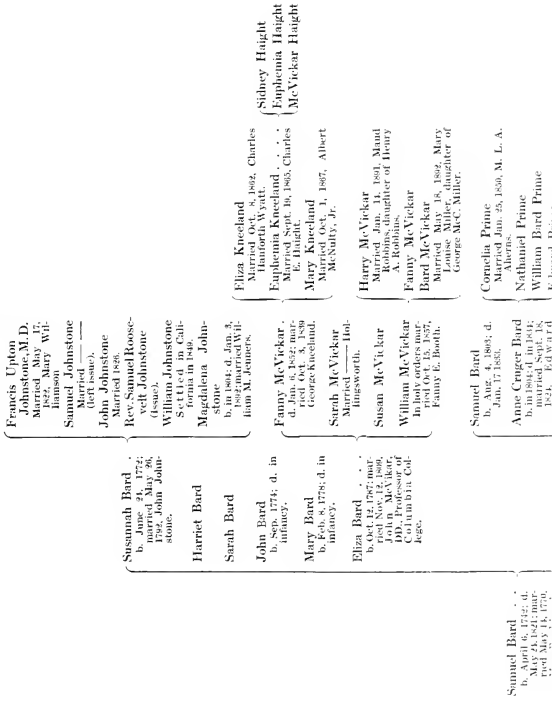 Samuel Bard . .
b. April 6, 1742; d.
May 24, 1821; mar-
ried May 14, 1770,
Susannah Bard .
b. June 24, 1772;
married May 26,
1792, John John-
stone.
Harriet Bard
Sarah Bard
John Bard
b. Sep. 1774; d. in
infancy.
Mary Bard
b. Feb. 8, 1778; d. in
infancy.
Eliza Bard . . .
b. Oct. 12, 1787; mar-
ried Nov. 12, 1809,
John McVikar,
DD., Professor of
Columbia Col-
lege.
Francis Upton
Johnstone, M.D.
Married May 17,
1822, Mary Wil-
liamson
Samuel Johnstone
Married ——
(left issue).
John Johnstone
Married 1826.
Rev. Samuel Roose-
velt Johnstone
(Issue).
William Johnstone
Settled in Cali-
fornia in 1849.
Magdalena John-
stone
b. in 1804; d. Jan. 3,
1892; married Wil-
liam M. Jenners.
Fanny McVickar .
d. Jan. 6, 1852; mar-
ried Oct. 3, 1839
George Kneeland.
Sarah McVickar
Married —— Hol-
lingsworth.
Susan McVickar
William McVickar
In holy orders mar-
ried Oct. 15, 1857,
Fanny E. Booth.
Samuel Bard
b. Aug. 4, 1803; d.
Jan. 17 1833.
Anne Cruger Bard
b. in 1804; d in 1834;
married Sept. 18,
1824, Edward
Eliza Kneeland
Married Oct. 8, 1862, Charles
Hanforth Wyatt.
Euphemia Kneeland . . . .
Married Sept. 19, 1865, Charles
E. Haight.
Mary Kneeland
Married Oct. 1, 1867, Albert
McNulty, Jr.
Harry McVickar
Married Jan. 14, 1891, Maud
Robbins, daughter of Henry
A. Robbins.
Fanny McVickar
Bard McVickar
Married May 18, 1892, Mary
Louise Miller, daughter of
George McC. Miller.
Cornelia Prime
Married Jan. 25, 1850, M. L. A.
Aherns.
Nathaniel Prime
William Bard Prime
Sidney Haight
Euphemia Haight
McVickar Haight